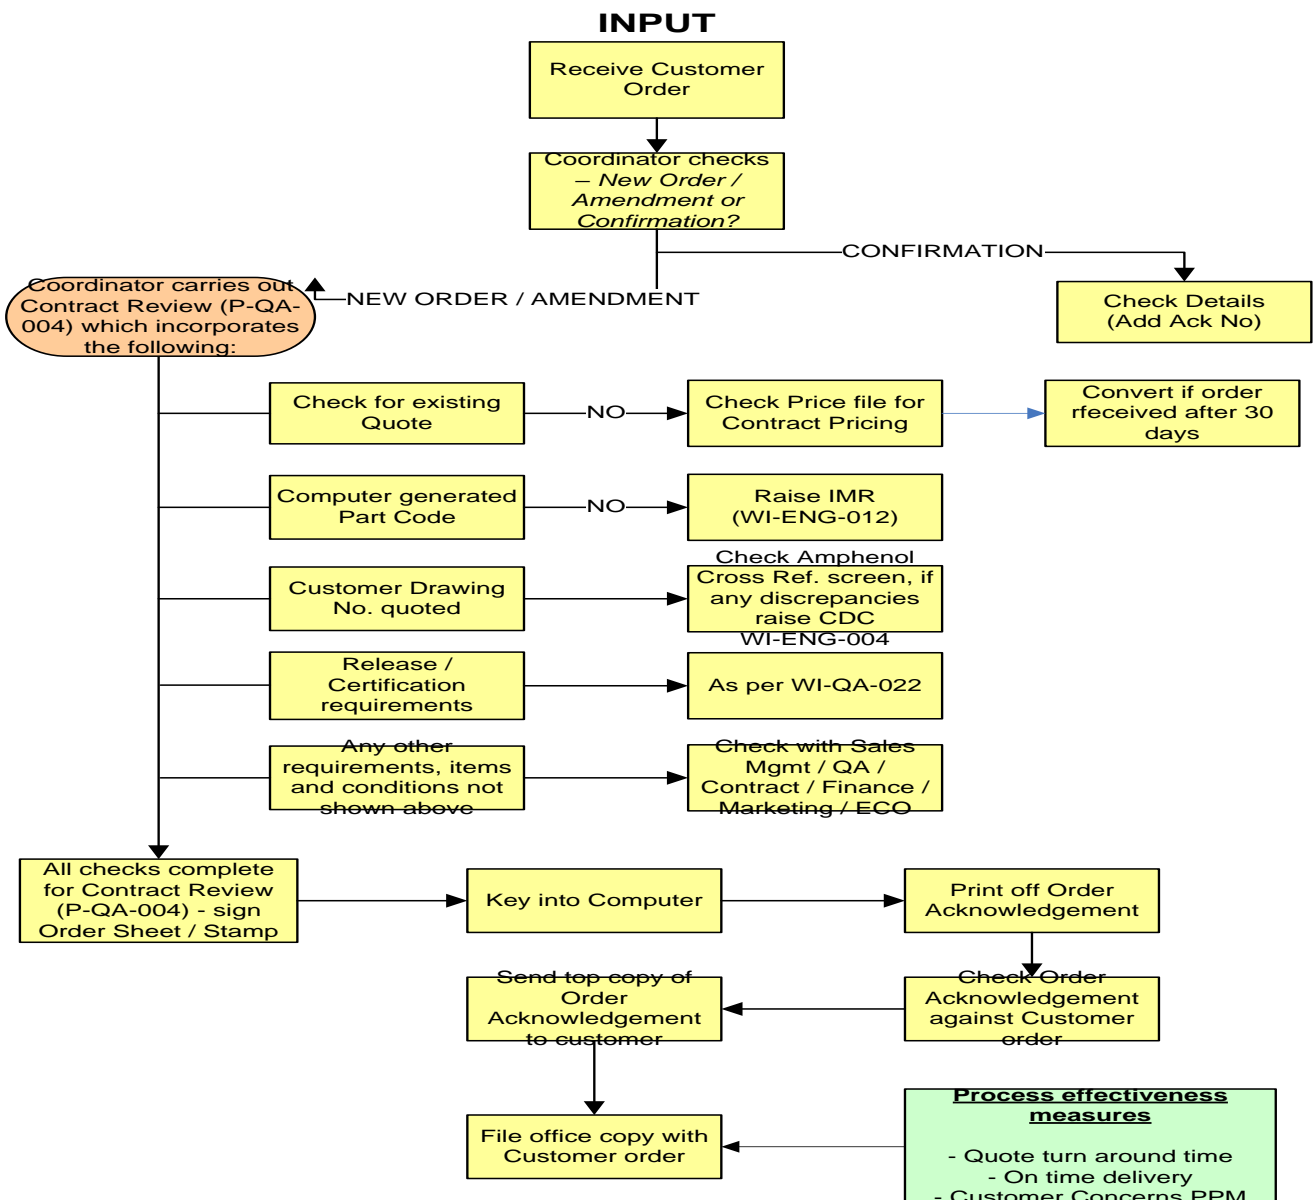 INPUT
Receive Customer
Order
Coordinator checks
– New Order /
Amendment or
Confirmation?
CONFIRMATION
NEW ORDER / AMENDMENT
Check Details
(Add Ack No)
Coordinator carries out
Contract Review (P-QA-
004) which incorporates
the following:
Check for existing
Quote
NO
Check Price file for
Contract Pricing
Convert if order
rfeceived after 30
days
Computer generated
Part Code
NO
Raise IMR
(WI-ENG-012)
Customer Drawing
No. quoted
Check Amphenol
Cross Ref. screen, if
any discrepancies
raise CDC
WI-ENG-004
Release /
Certification
requirements
As per WI-QA-022
Any other
requirements, items
and conditions not
shown above
Check with Sales
Mgmt / QA /
Contract / Finance /
Marketing / ECO
All checks complete
for Contract Review
(P-QA-004) - sign
Order Sheet / Stamp
Key into Computer
Print off Order
Acknowledgement
Send top copy of
Order
Acknowledgement
to customer
Check Order
Acknowledgement
against Customer
order
File office copy with
Customer order
Process effectiveness
measures
- Quote turn around time
- On time delivery
- Customer Concerns PPM